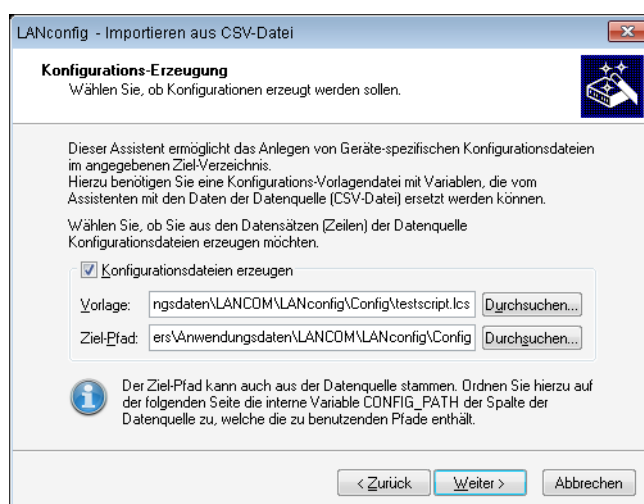 LANconfig - Importieren aus CSV-Datei
Konfigurations-Erzeugung
Wählen Sie, ob Konfigurationen erzeugt werden sollen.
Dieser Assistent ermöglicht das Anlegen von Geräte-spezifischen Konfigurationsdateien
im angegebenen Ziel-Verzeichnis.
Hierzu benötigen Sie eine Konfigurations-Vorlagendatei mit Variablen, die vom
Assistenten mit den Daten der Datenquelle (CSV-Datei) ersetzt werden können.
Wählen Sie, ob Sie aus den Datensätzen (Zeilen) der Datenquelle
Konfigurationsdateien erzeugen möchten.
Konfigurationsdateien erzeugen
Vorlage: ngsdaten\LANCOM\LANconfig\Config\testscript.lcs Durchsuchen...
Ziel-Pfad: ers\Anwendungsdaten\LANCOM\LANconfig\Config Durchsuchen...
Der Ziel-Pfad kann auch aus der Datenquelle stammen. Ordnen Sie hierzu auf
der folgenden Seite die interne Variable CONFIG_PATH der Spalte der
Datenquelle zu, welche die zu benutzenden Pfade enthält.
< Zurück Weiter > Abbrechen